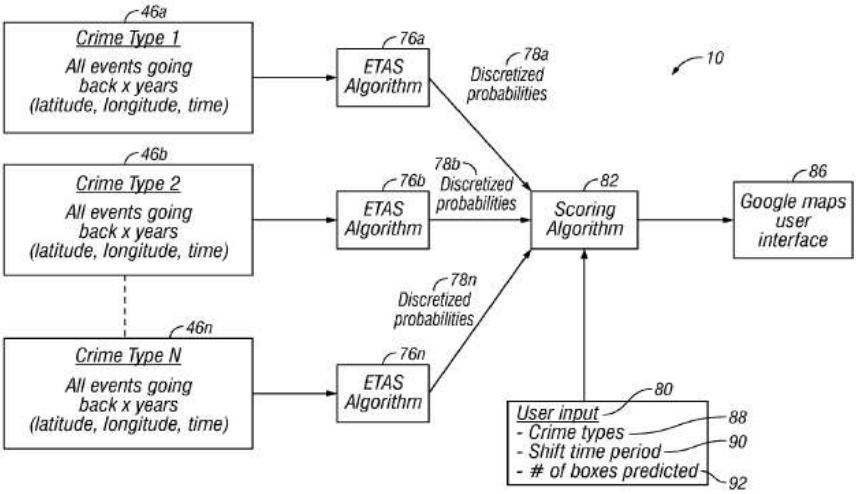 46a
Crime Type 1
All events going
back x years
(latitude, longitude, time)
76a
ETAS
Algorithm
78a
Discretized
probabilities
10
46b
Crime Type 2
All events going
back x years
(latitude, longitude, time)
76b
ETAS
Algorithm
78b
Discretized
probabilities
82
Scoring
Algorithm
86
Google maps
user
interface
46n
Crime Type N
All events going
back x years
(latitude, longitude, time)
76n
ETAS
Algorithm
78n
Discretized
probabilities
80
User input
- Crime types
88
- Shift time period
90
- # of boxes predicted
92